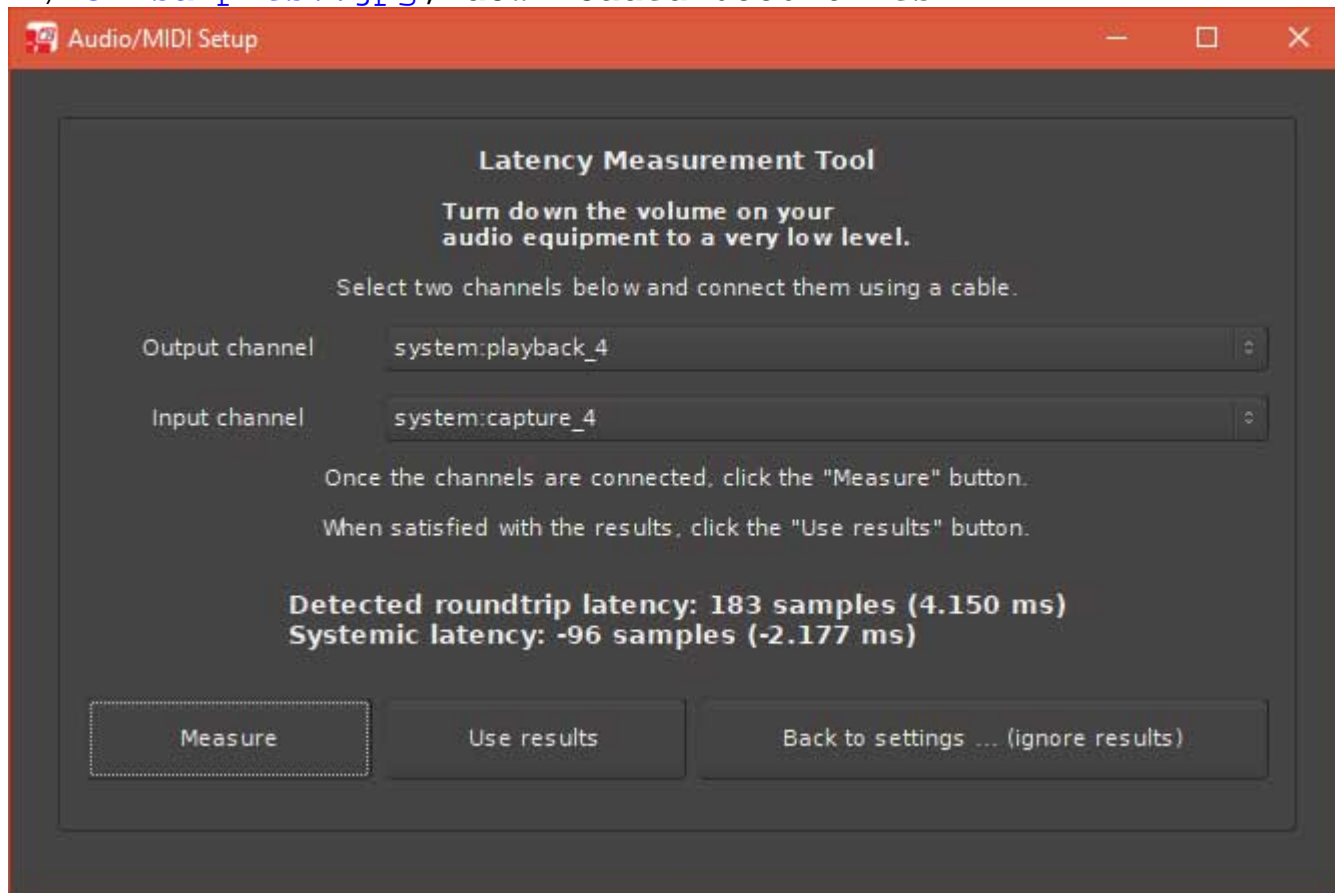 Audio/MIDI Setup
Latency Measurement Tool
Turn down the volume on your
audio equipment to a very low level.
Select two channels below and connect them using a cable.
Output channel system:playback_4
Input channel system:capture_4
Once the channels are connected, click the "Measure" button.
When satisfied with the results, click the "Use results" button.
Detected roundtrip latency: 183 samples (4.150 ms)
Systemic latency: -96 samples (-2.177 ms)
Measure Use results Back to settings ... (ignore results)